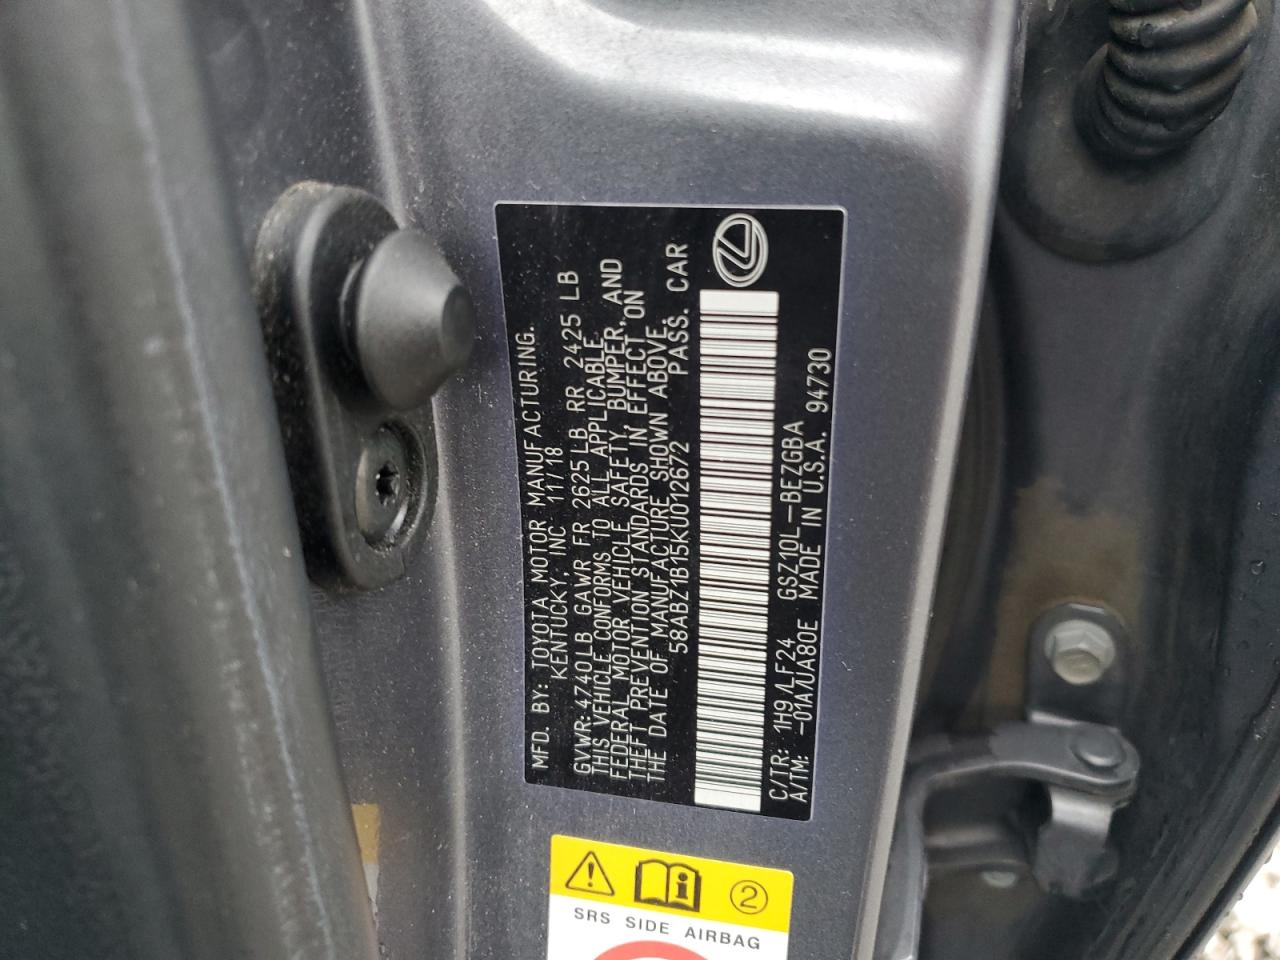 MFD. BY: TOYOTA MOTOR MANUFACTURING.
KENTUCKY, INC 11/18
GVWR: 4740LB GAWR FR 2625LB RR 2425 LB
THIS VEHICLE CONFORMS TO ALL APPLICABLE
FEDERAL MOTOR VEHICLE SAFETY, BUMPER, AND
THEFT PREVENTION STANDARDS IN EFFECT ON
THE DATE OF MANUFACTURE SHOWN ABOVE.
58ABZ1B15KU012672 PASS. CAR
C/TR: 1H9/LF24 GSZ10L-BEZGBA
A/TM: -01A/UA80E MADE IN U.S.A. 94730
2
SRS SIDE AIRBAG